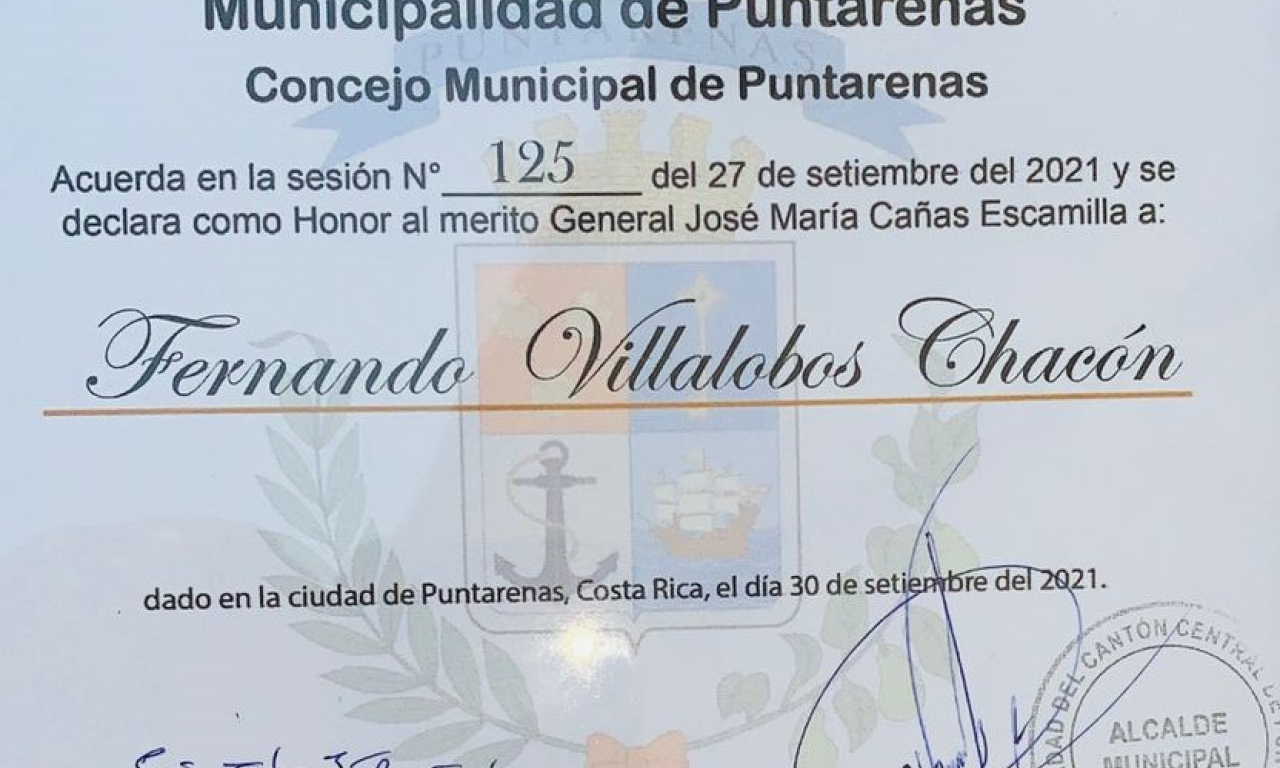 Municipalidad de Puntarenas
PUNTARENAS
Concejo Municipal de Puntarenas
Acuerda en la sesión N° 125 del 27 de setiembre del 2021 y se
declara como Honor al merito General José María Cañas Escamilla a:
Fernando Villalobos Chacón
dado en la ciudad de Puntarenas, Costa Rica, el día 30 de setiembre del 2021.
DAD DEL CANTÓN CENTRAL DE
ALCALDE
MUNICIPAL